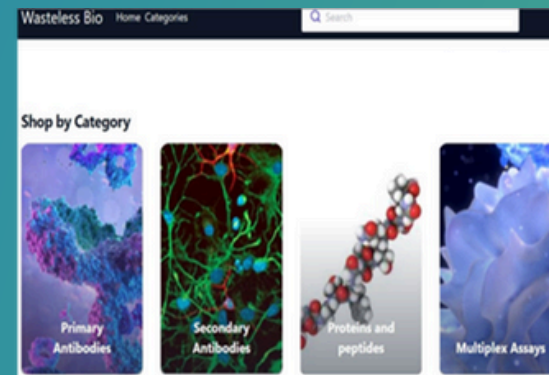 Wasteless Bio Home Categories Search
Shop by Category
Primary
Antibodies
Secondary
Antibodies
Proteins and
peptides
Multiplex Assays